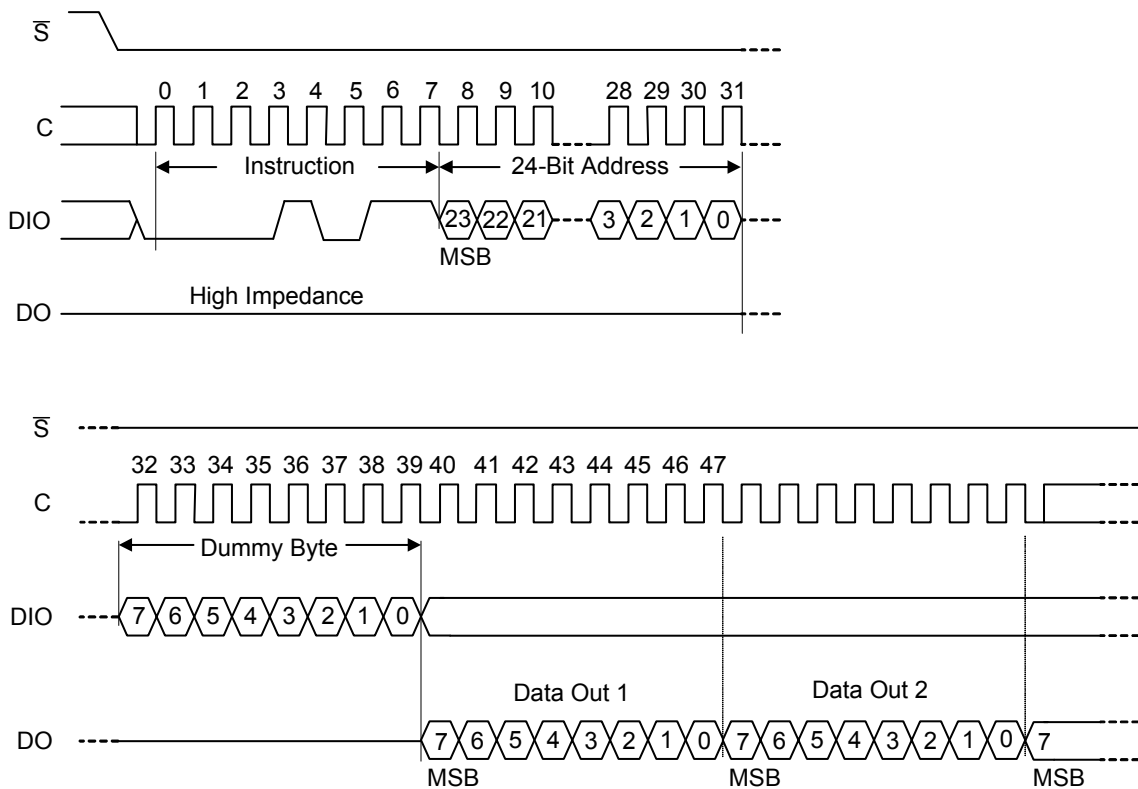 S
0 1 2 3 4 5 6 7 8 9 10 28 29 30 31
C
Instruction 24-Bit Address
DIO 23 22 21 3 2 1 0
MSB
High Impedance
DO
S
32 33 34 35 36 37 38 39 40 41 42 43 44 45 46 47
C
Dummy Byte
DIO 7 6 5 4 3 2 1 0
Data Out 1 Data Out 2
DO 7 6 5 4 3 2 1 0 7 6 5 4 3 2 1 0 7
MSB MSB MSB